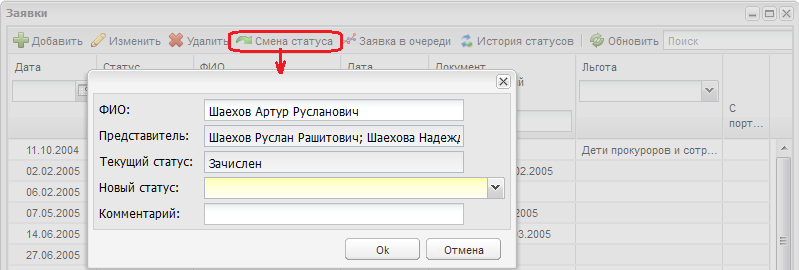 Заявки
Добавить Изменить Удалить Смена статуса Заявка в очереди История статусов Обновить Поиск
Дата Статус ФИО Дата Документ Льгота
С
порт...
ФИО: Шаехов Артур Русланович
Представитель: Шаехов Руслан Рашитович; Шаехова Надежд
Текущий статус: Зачислен
Новый статус:
Комментарий:
Ok Отмена
11.10.2004 Дети прокуроров и сотр...
02.02.2005 02.2005
06.02.2005
07.05.2005 2005
14.06.2005 03.2005
27.06.2005